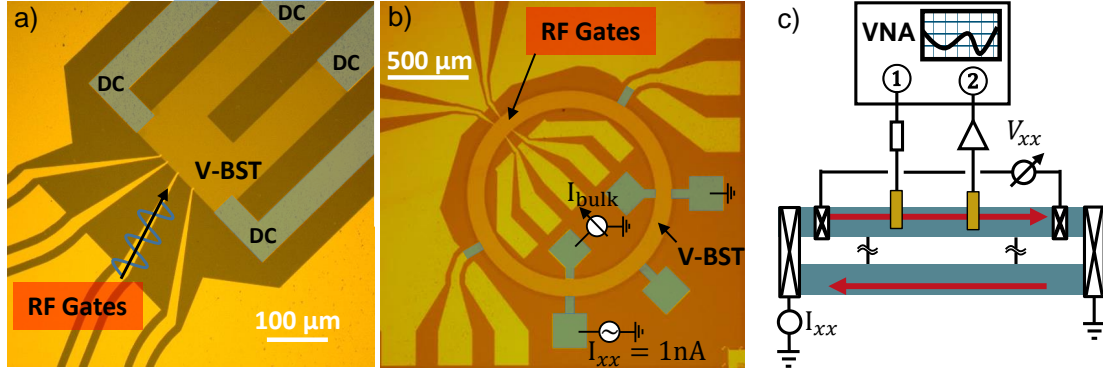 a)
DC
DC
DC
V-BST
DC
RF Gates
100 µm
b)
RF Gates
500 µm
I_bulk
V-BST
I_xx = 1nA
c)
VNA
1
2
V_xx
I_xx